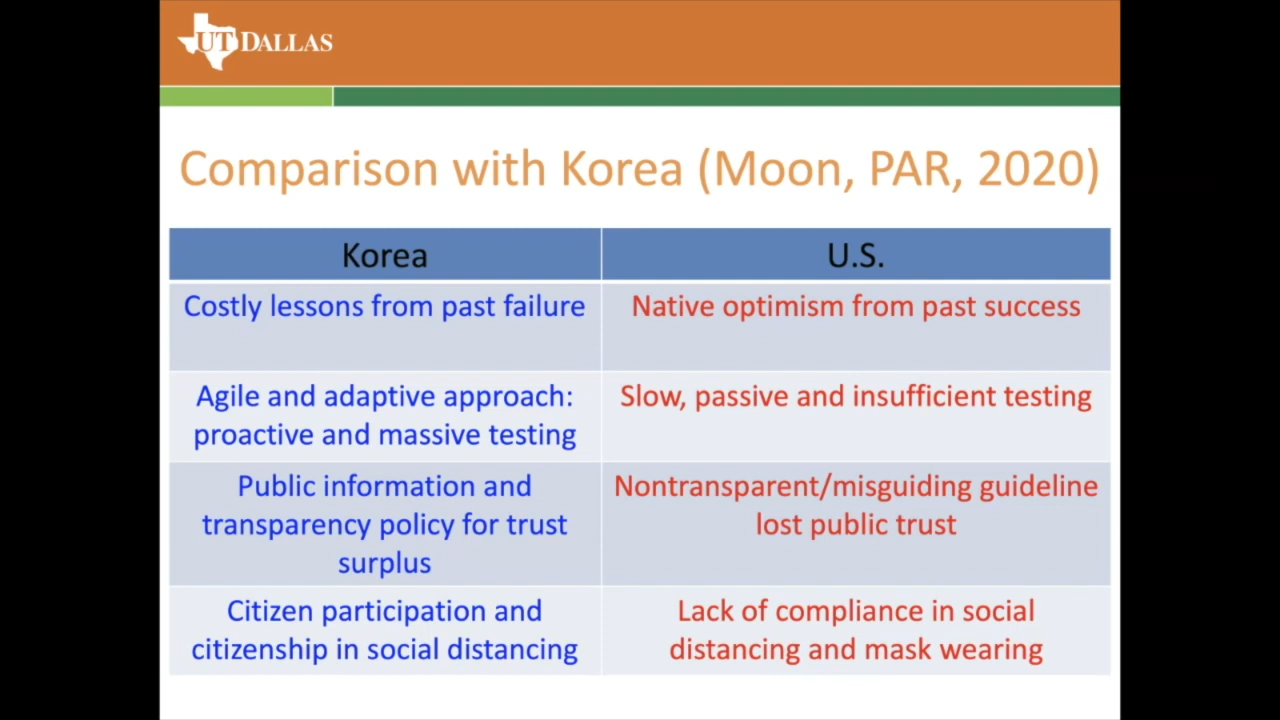 UT DALLAS
Comparison with Korea (Moon, PAR, 2020)
Korea
U.S.
Costly lessons from past failure
Native optimism from past success
Agile and adaptive approach:
proactive and massive testing
Slow, passive and insufficient testing
Public information and
transparency policy for trust
surplus
Nontransparent/misguiding guideline
lost public trust
Citizen participation and
citizenship in social distancing
Lack of compliance in social
distancing and mask wearing